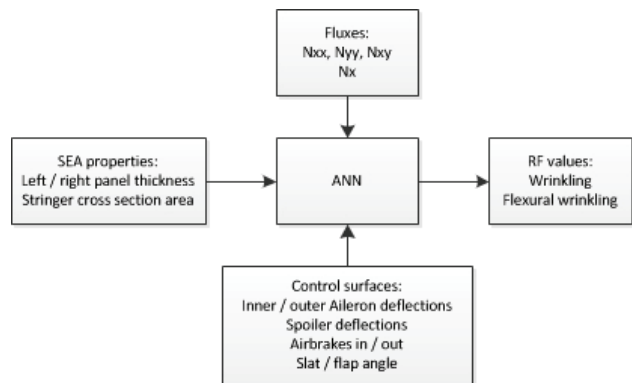 Fluxes:
Nxx, Nyy, Nxy
Nx
SEA properties:
Left / right panel thickness
Stringer cross section area
ANN
RF values:
Wrinkling
Flexural wrinkling
Control surfaces:
Inner / outer Aileron deflections
Spoiler deflections
Airbrakes in / out
Slat / flap angle